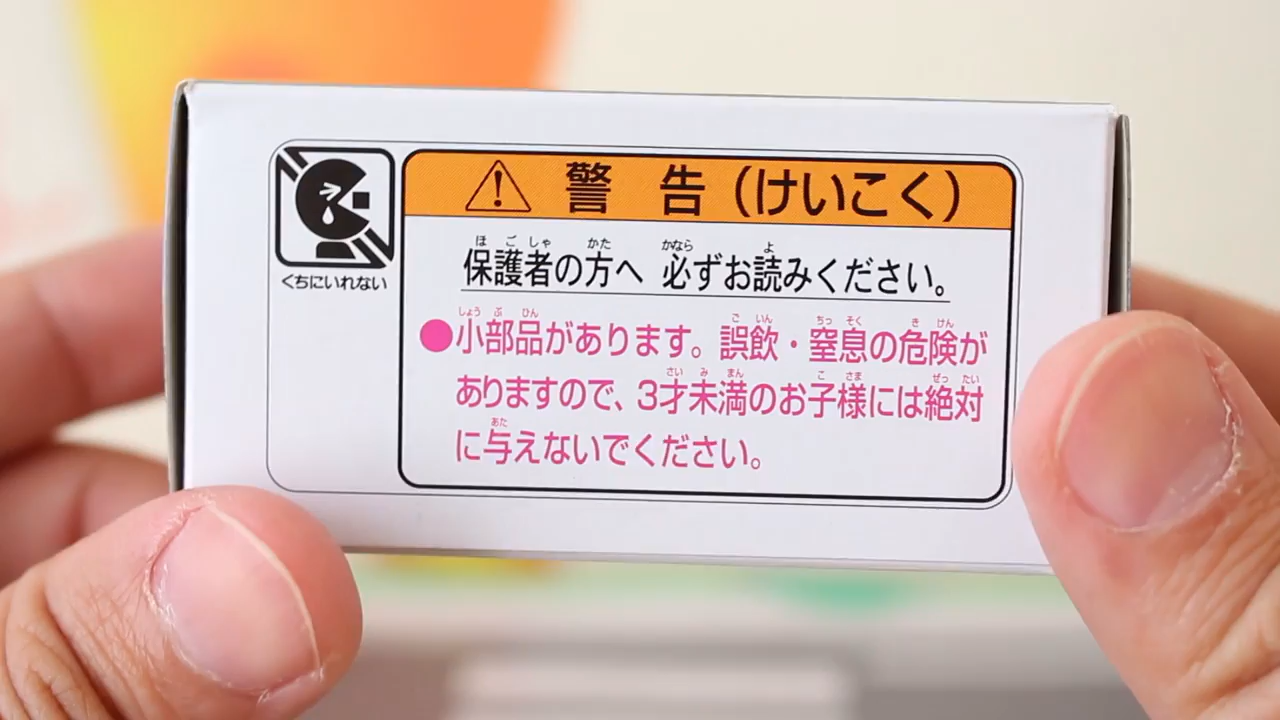 くちにいれない
警告（けいこく）
ほごしゃ かた かなら よ
保護者の方へ 必ずお読みください。
しょうぶひん ごいん ちっそく きけん
●小部品があります。誤飲・窒息の危険が
さいみまん こさま ぜったい
ありますので、3才未満のお子様には絶対
あた
に与えないでください。